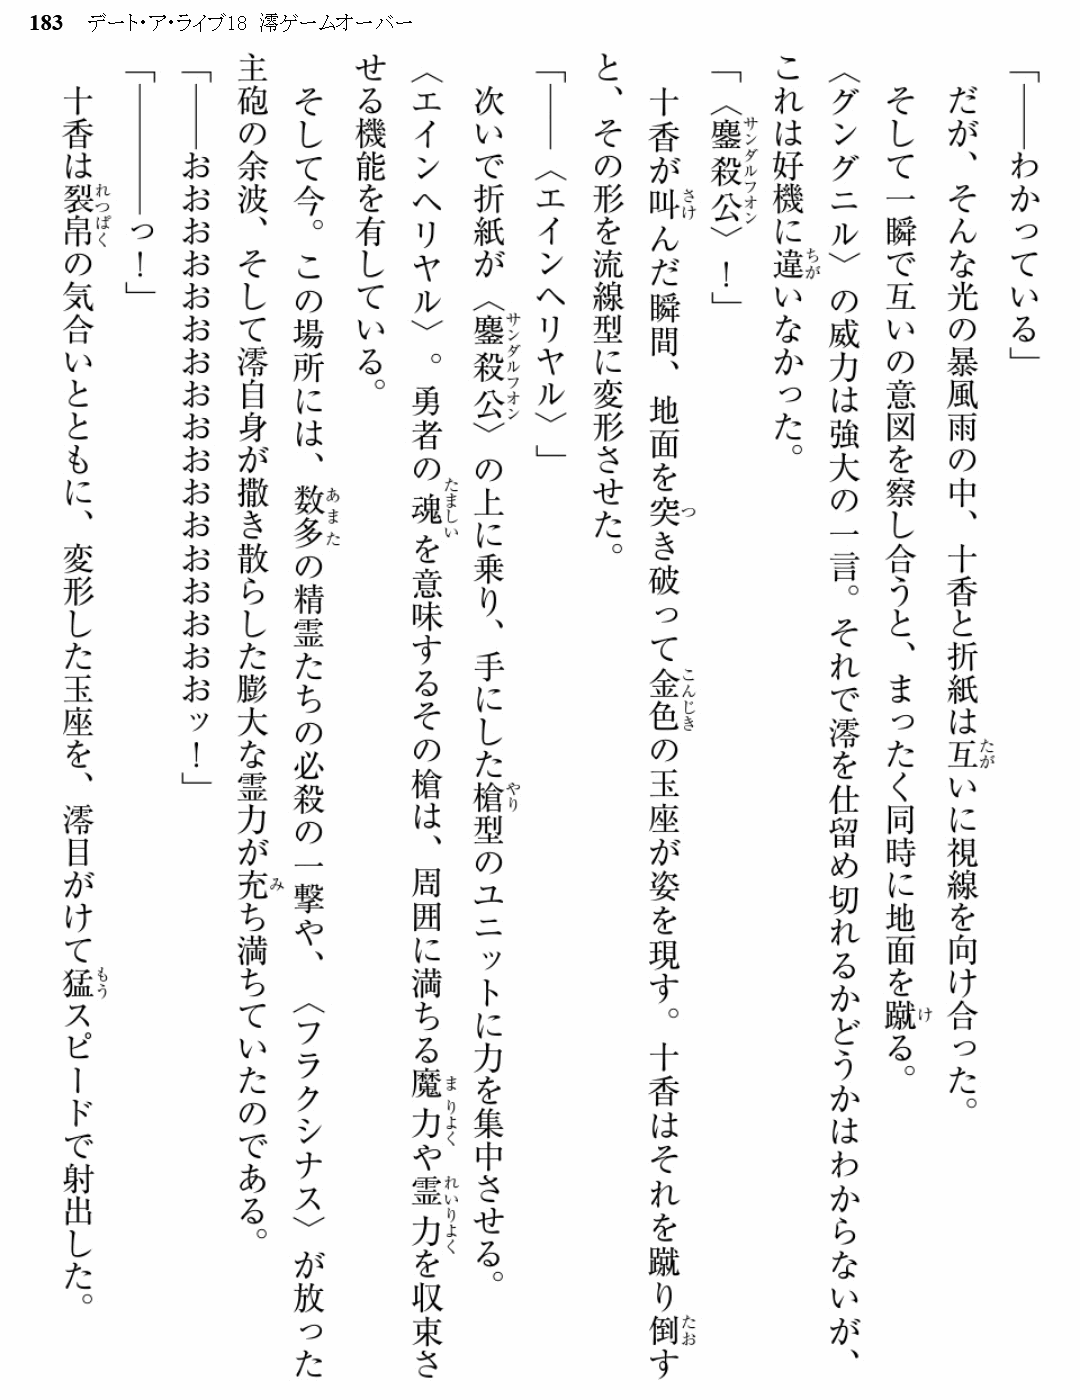 183 デート・ア・ライブ18 澪ゲームオーバー
「――わかっている」
だが、そんな光の暴風雨の中、十香と折紙は互いに視線を向け合った。
そして一瞬で互いの意図を察し合うと、まったく同時に地面を蹴る。
〈グングニル〉の威力は強大の一言。それで澪を仕留め切れるかどうかはわからないが、
これは好機に違いなかった。
「〈鏖殺公〉！」
十香が叫んだ瞬間、地面を突き破って金色の玉座が姿を現す。十香はそれを蹴り倒す
と、その形を流線型に変形させた。
「――〈エインヘリヤル〉」
次いで折紙が〈鏖殺公〉の上に乗り、手にした槍型のユニットに力を集中させる。
〈エインヘリヤル〉。勇者の魂を意味するその槍は、周囲に満ちる魔力や霊力を収束さ
せる機能を有している。
そして今。この場所には、数多の精霊たちの必殺の一撃や、〈フラクシナス〉が放った
主砲の余波、そして澪自身が撒き散らした膨大な霊力が充ち満ちていたのである。
「――おおおおおおおおおおおおおおおおおッ！」
「――――っ！」
十香は裂帛の気合いとともに、変形した玉座を、澪目がけて猛スピードで射出した。